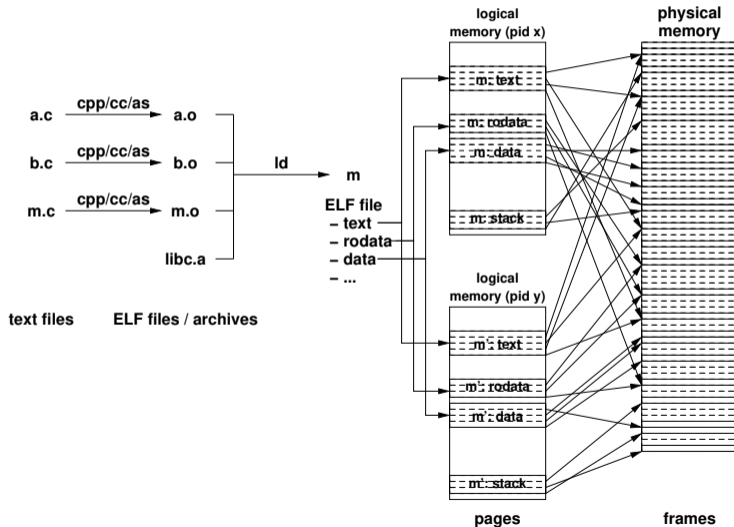 logical
memory (pid x)
physical
memory
m: text
cpp/cc/as
a.c
a.o
m: rodata
m: data
cpp/cc/as
b.c
b.o
ld
m
ELF file
– text
– rodata
– data
– ...
cpp/cc/as
m.c
m.o
m: stack
libc.a
logical
memory (pid y)
text files
ELF files / archives
m': text
m': rodata
m': data
m': stack
pages
frames